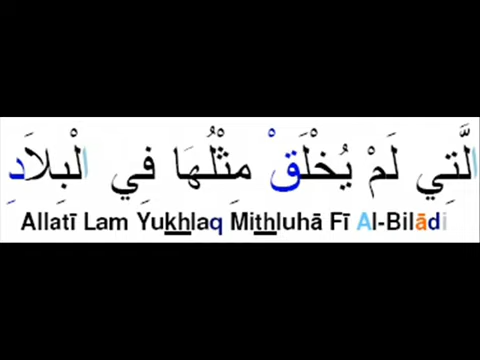 الَّتِي لَمْ يُخْلَقْ مِثْلُهَا فِي الْبِلَادِ
Allatī Lam Yukhlaq Mithluhā Fī Al-Bilādi